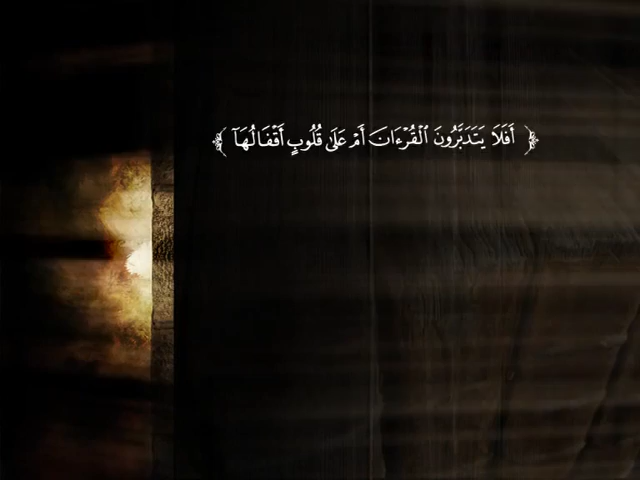 ﴿ أَفَلَا يَتَدَبَّرُونَ ٱلْقُرْءَانَ أَمْ عَلَىٰ قُلُوبٍ أَقْفَالُهَآ ﴾